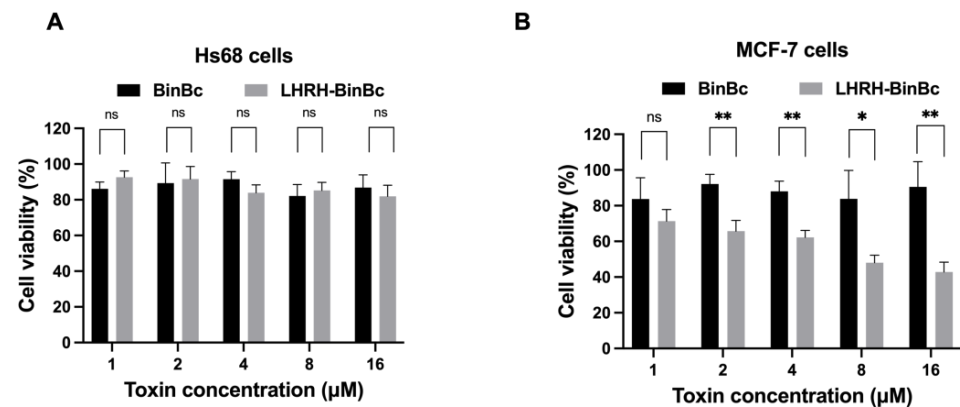 A
Hs68 cells
BinBc LHRH-BinBc
ns ns ns ns ns
Cell viability (%)
120
100
80
60
40
20
0
1 2 4 8 16
Toxin concentration (µM)
B
MCF-7 cells
BinBc LHRH-BinBc
ns ** ** * **
Cell viability (%)
120
100
80
60
40
20
0
1 2 4 8 16
Toxin concentration (µM)